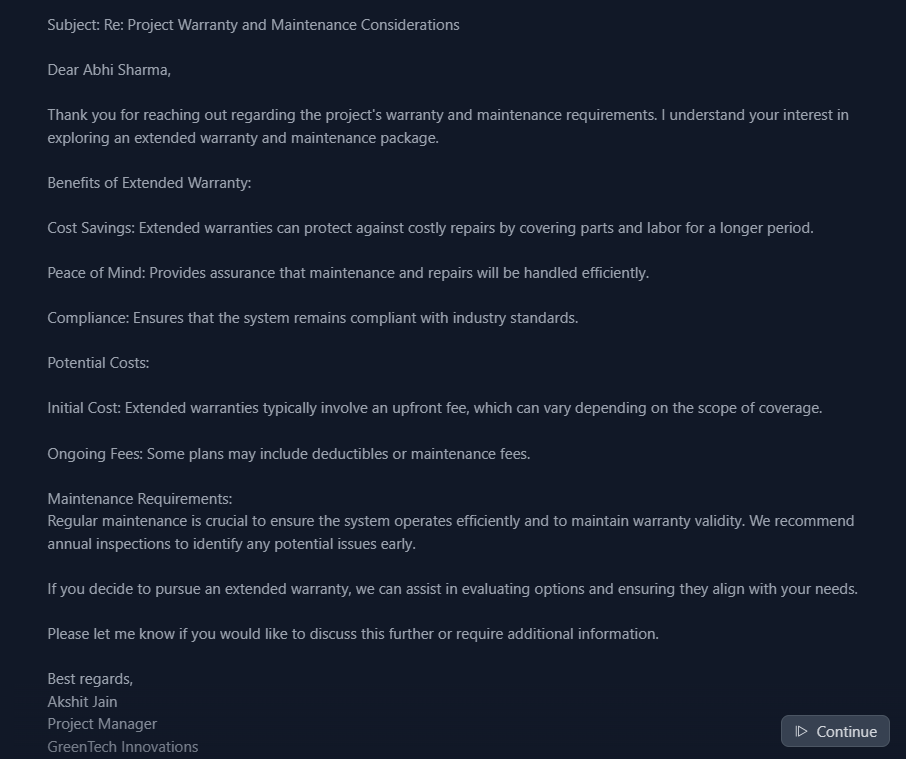 Subject: Re: Project Warranty and Maintenance Considerations
Dear Abhi Sharma,
Thank you for reaching out regarding the project's warranty and maintenance requirements. I understand your interest in
exploring an extended warranty and maintenance package.
Benefits of Extended Warranty:
Cost Savings: Extended warranties can protect against costly repairs by covering parts and labor for a longer period.
Peace of Mind: Provides assurance that maintenance and repairs will be handled efficiently.
Compliance: Ensures that the system remains compliant with industry standards.
Potential Costs:
Initial Cost: Extended warranties typically involve an upfront fee, which can vary depending on the scope of coverage.
Ongoing Fees: Some plans may include deductibles or maintenance fees.
Maintenance Requirements:
Regular maintenance is crucial to ensure the system operates efficiently and to maintain warranty validity. We recommend
annual inspections to identify any potential issues early.
If you decide to pursue an extended warranty, we can assist in evaluating options and ensuring they align with your needs.
Please let me know if you would like to discuss this further or require additional information.
Best regards,
Akshit Jain
Project Manager
GreenTech Innovations
Continue